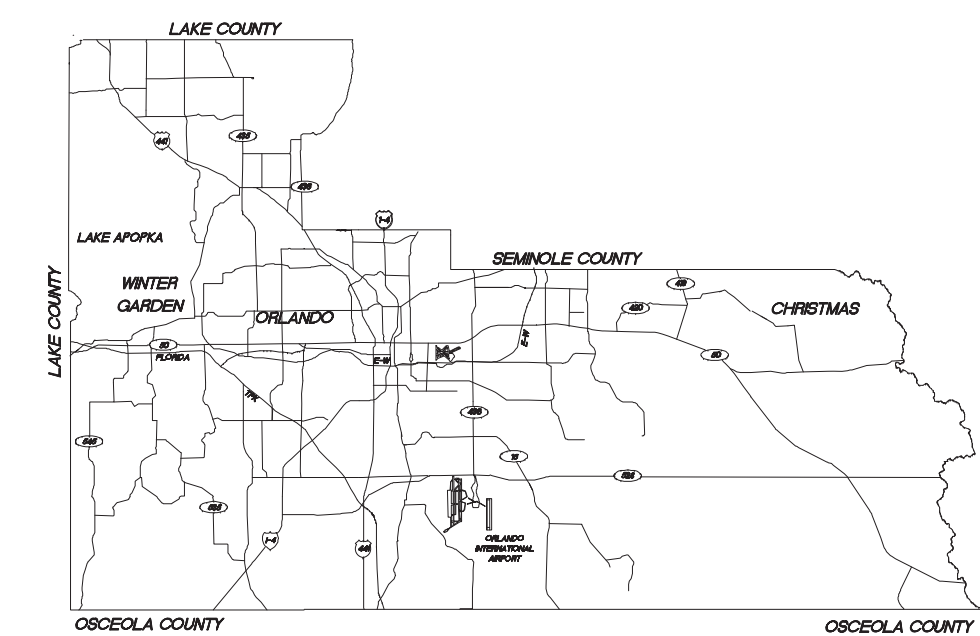 LAKE COUNTY
441
435
436
I-4
LAKE APOPKA
SEMINOLE COUNTY
WINTER
GARDEN
419
420
CHRISTMAS
ORLANDO
LAKE COUNTY
E-W
50
FLORIDA
E-W
50
TPK
436
545
15
528
535
ORLANDO
INTERNATIONAL
AIRPORT
I-4
441
OSCEOLA COUNTY
OSCEOLA COUNTY